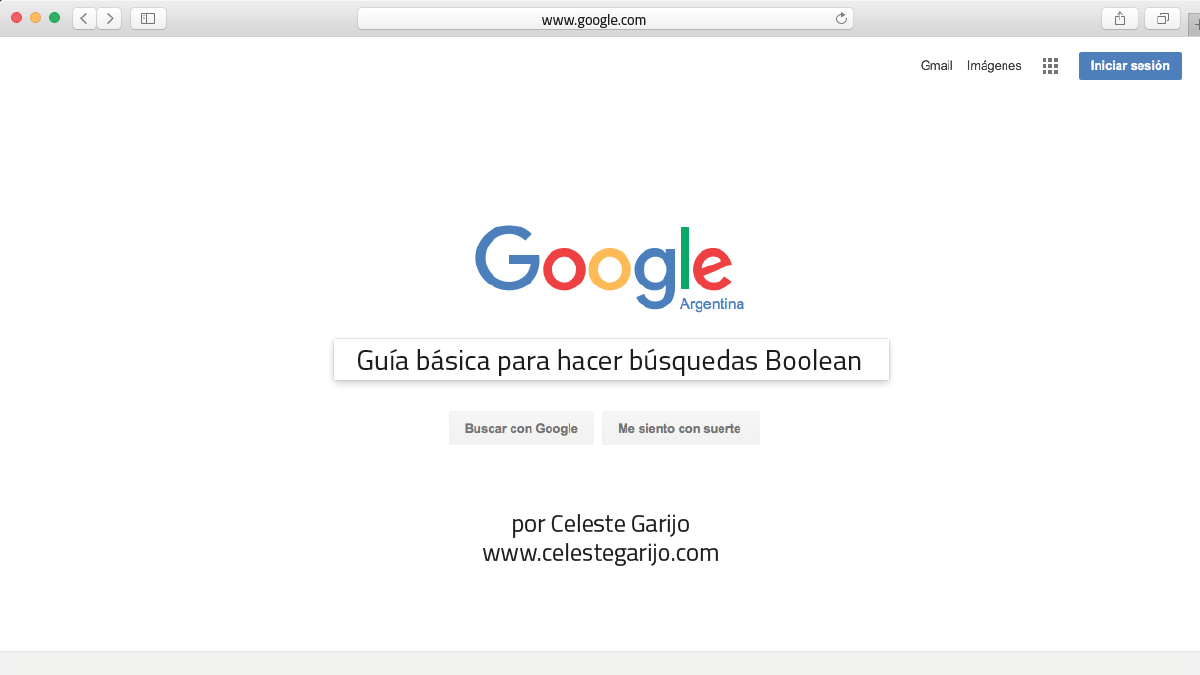 www.google.com
Gmail Imágenes Iniciar sesión
Google
Argentina
Guía básica para hacer búsquedas Boolean
Buscar con Google Me siento con suerte
por Celeste Garijo
www.celestegarijo.com